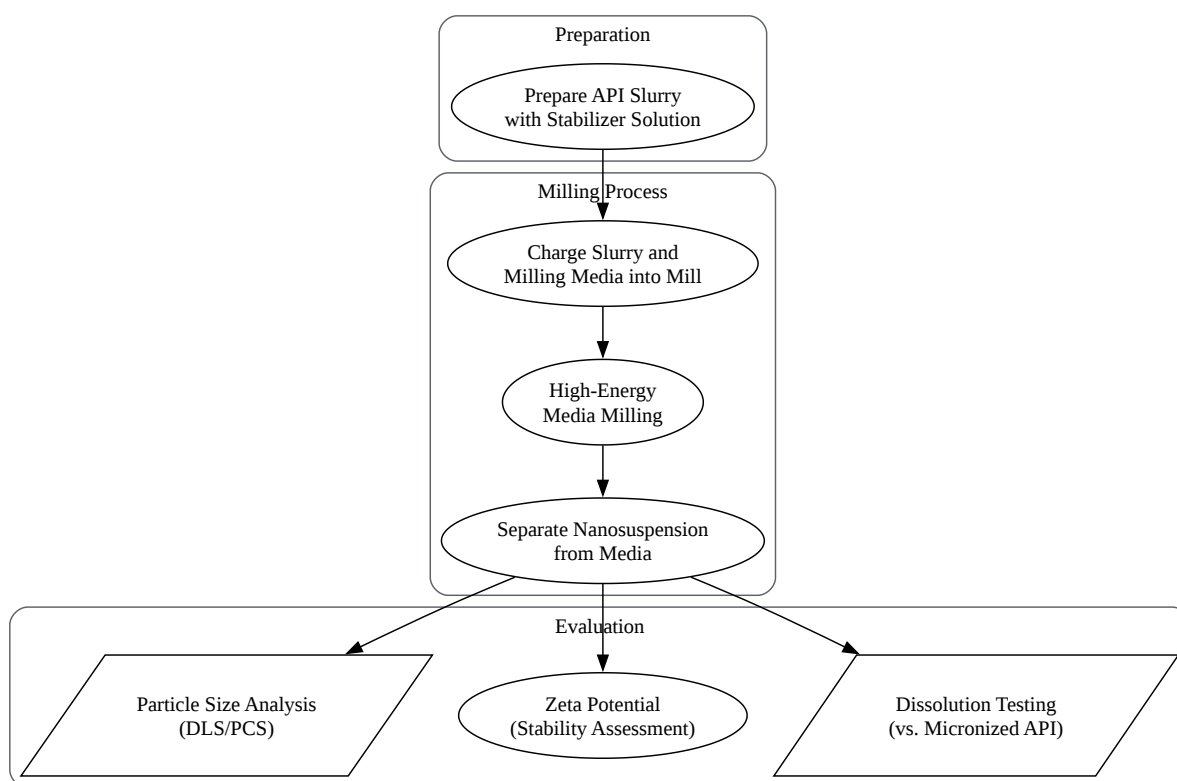 Preparation
Prepare API Slurry
with Stabilizer Solution
Milling Process
Charge Slurry and
Milling Media into Mill
High-Energy
Media Milling
Separate Nanosuspension
from Media
Evaluation
Particle Size Analysis
(DLS/PCS)
Zeta Potential
(Stability Assessment)
Dissolution Testing
(vs. Micronized API)